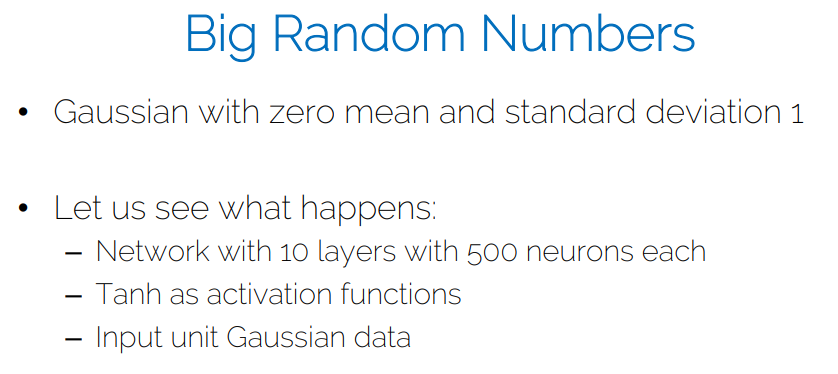 Big Random Numbers
• Gaussian with zero mean and standard deviation 1
• Let us see what happens:
– Network with 10 layers with 500 neurons each
– Tanh as activation functions
– Input unit Gaussian data